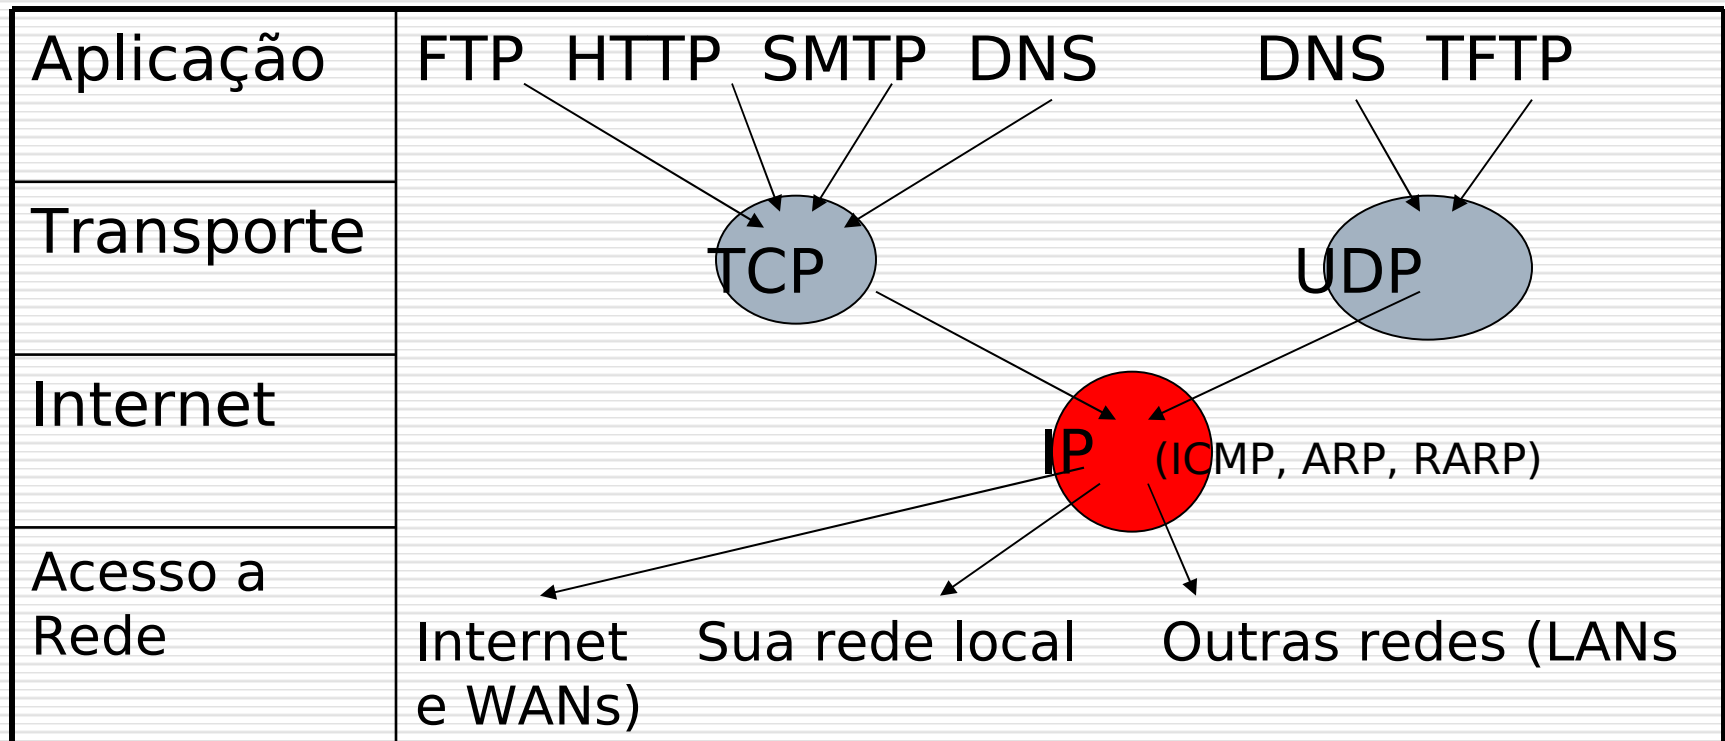 Aplicação
FTP HTTP SMTP DNS DNS TFTP
Transporte
TCP UDP
Internet
IP (ICMP, ARP, RARP)
Acesso a
Rede
Internet Sua rede local Outras redes (LANs
e WANs)